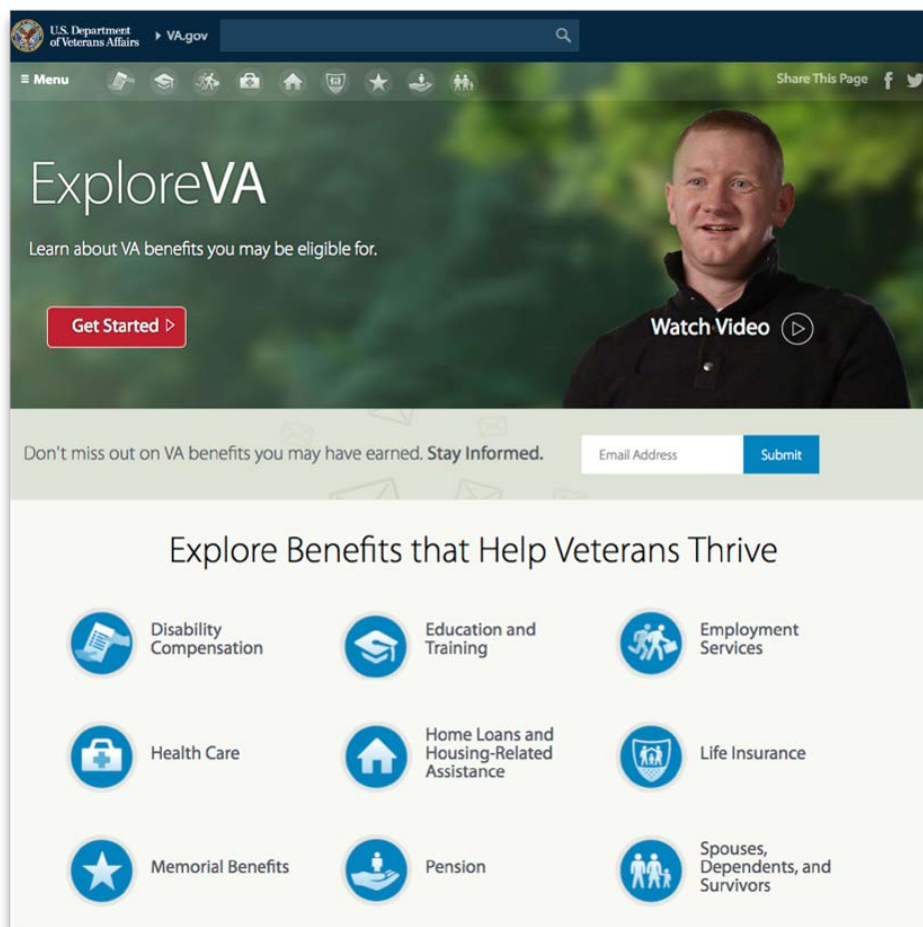 U.S. Department
of Veterans Affairs
VA.gov
≡ Menu
Share This Page
ExploreVA
Learn about VA benefits you may be eligible for.
Get Started
Watch Video
Don't miss out on VA benefits you may have earned. Stay Informed.
Email Address
Submit
Explore Benefits that Help Veterans Thrive
Disability
Compensation
Education and
Training
Employment
Services
Health Care
Home Loans and
Housing-Related
Assistance
Life Insurance
Memorial Benefits
Pension
Spouses,
Dependents, and
Survivors